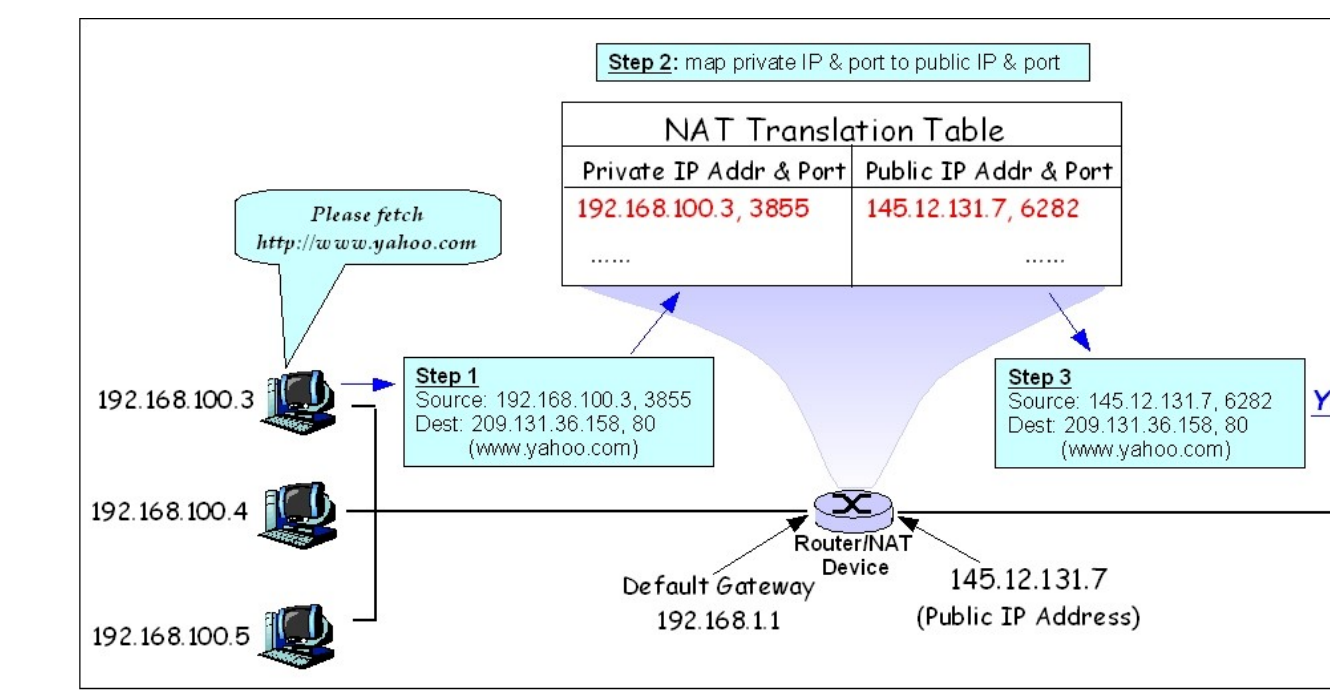 Step 2: map private IP & port to public IP & port
NAT Translation Table
Private IP Addr & Port
Public IP Addr & Port
192.168.100.3, 3855
145.12.131.7, 6282
......
......
Please fetch
http://www.yahoo.com
192.168.100.3
Step 1
Source: 192.168.100.3, 3855
Dest: 209.131.36.158, 80
(www.yahoo.com)
Step 3
Source: 145.12.131.7, 6282
Dest: 209.131.36.158, 80
(www.yahoo.com)
Y
192.168.100.4
Router/NAT
Device
Default Gateway
192.168.1.1
145.12.131.7
(Public IP Address)
192.168.100.5